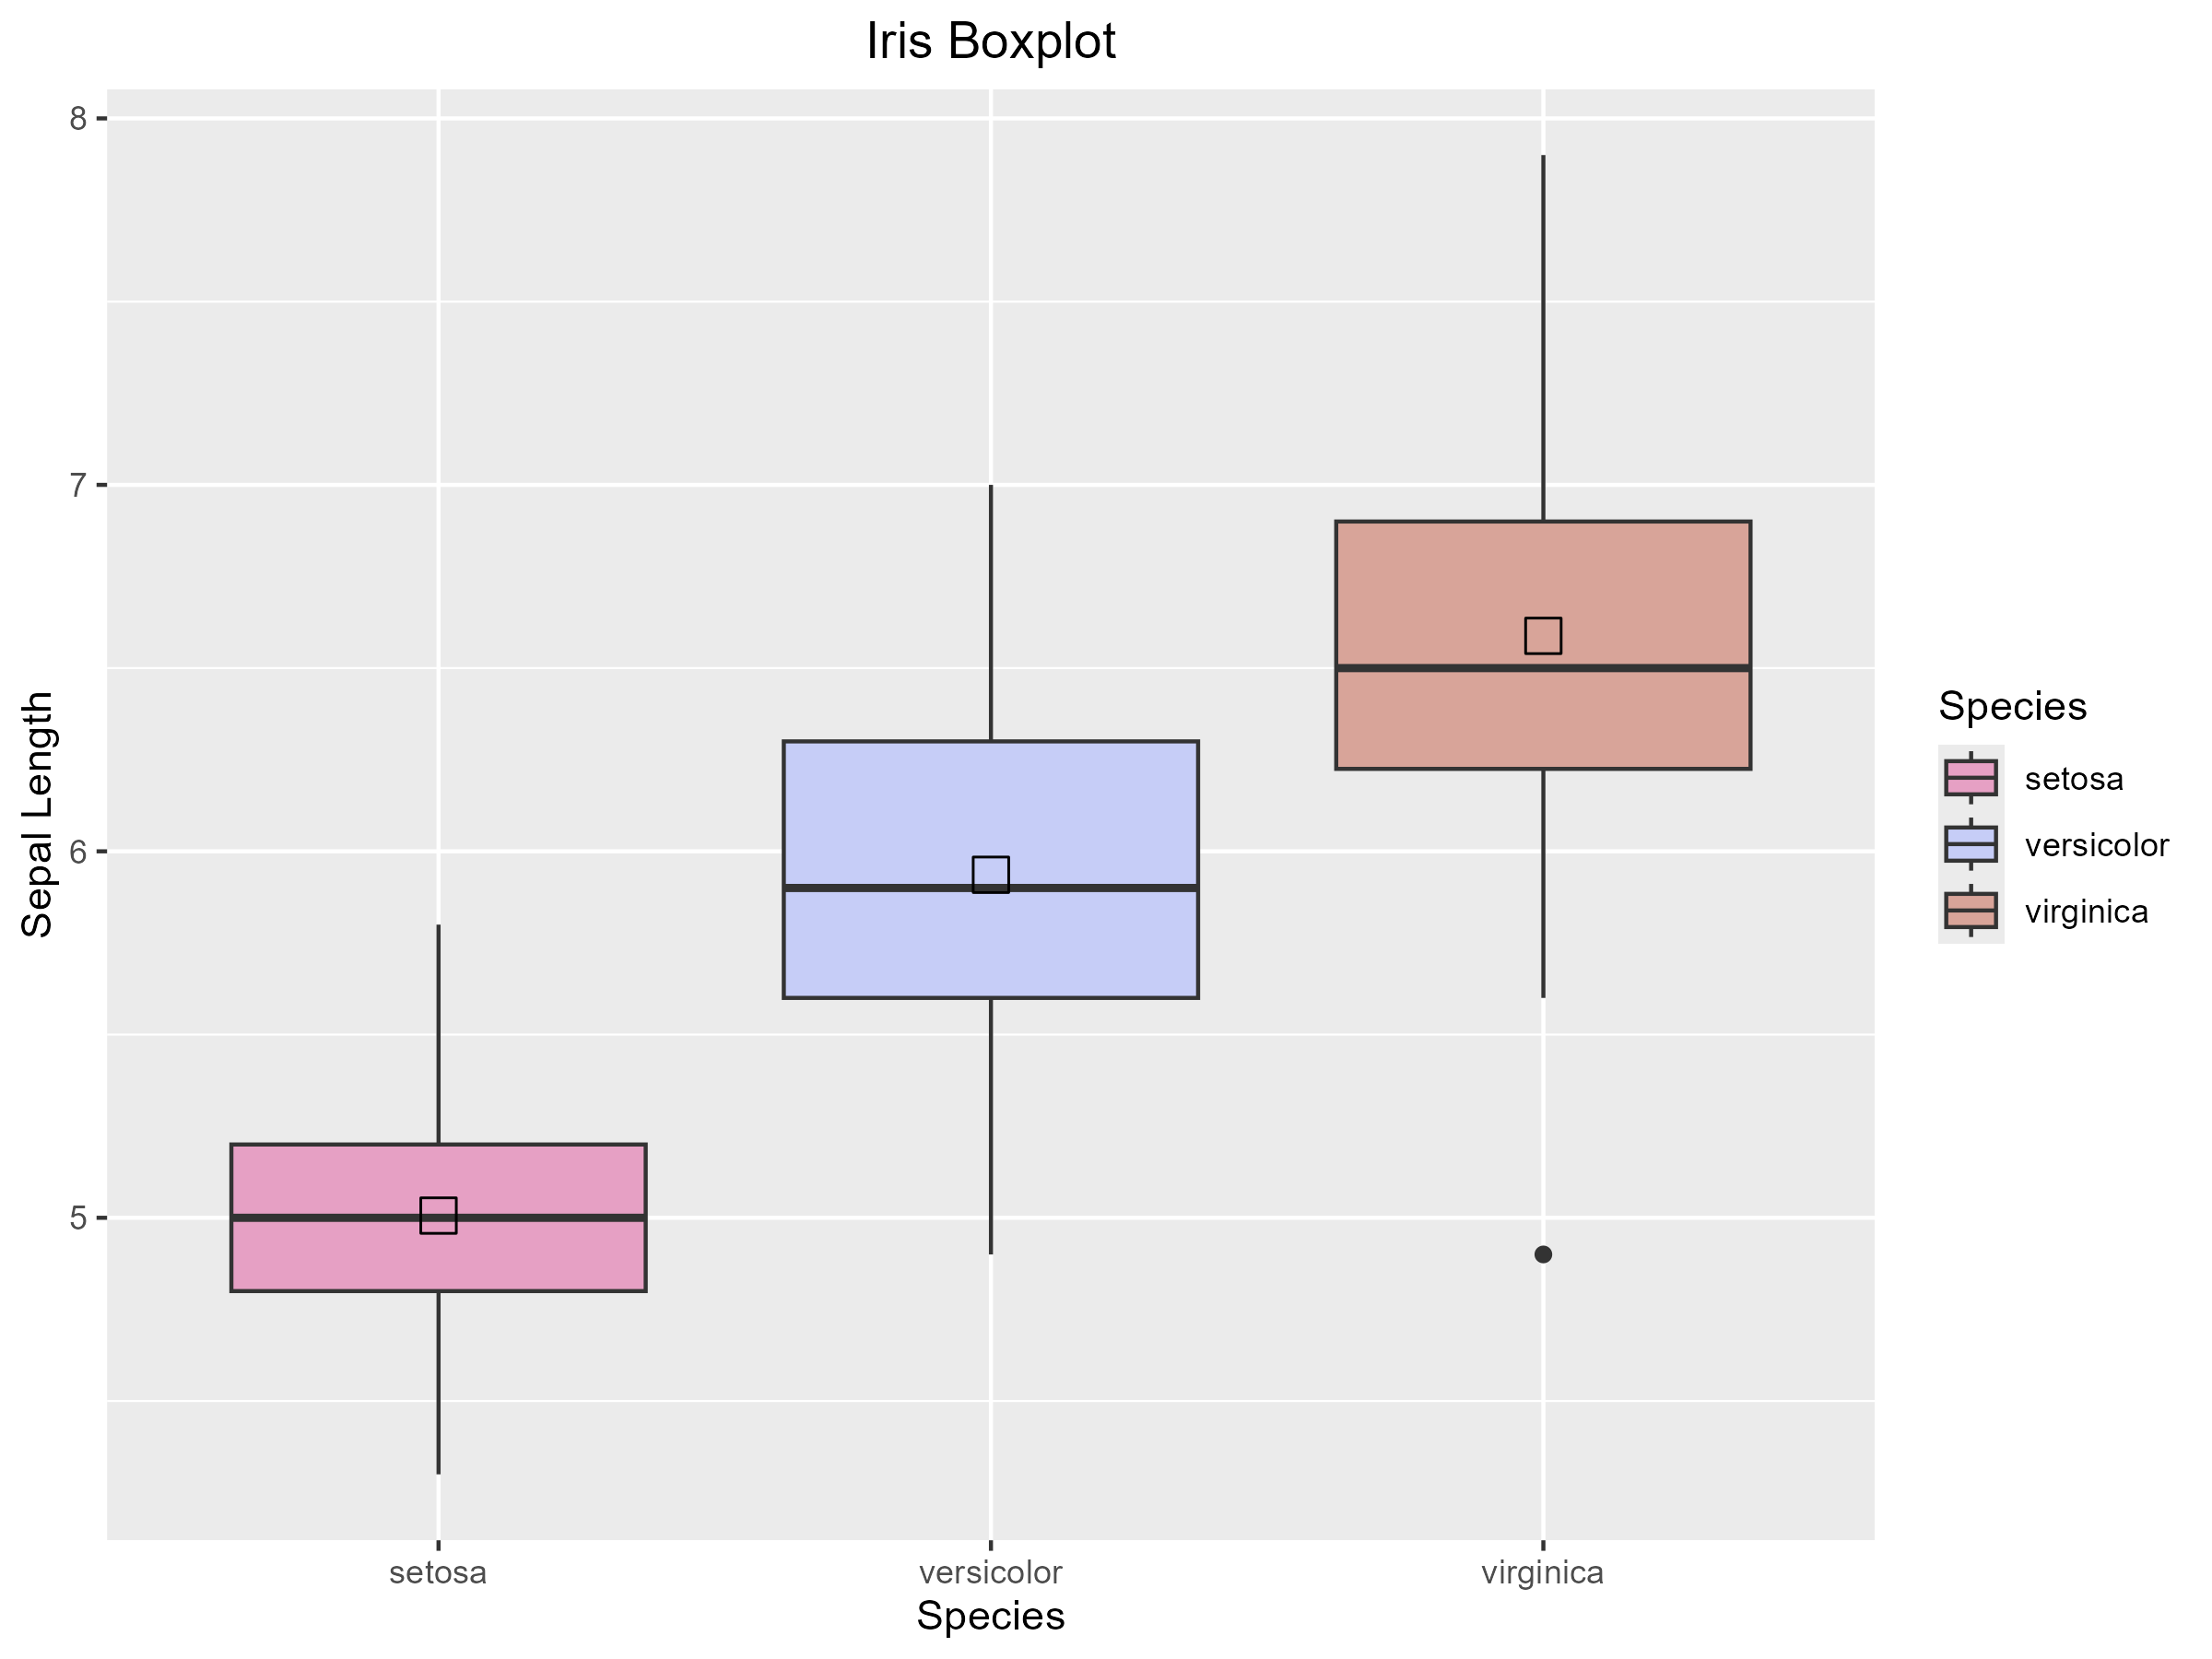 Iris Boxplot
8
7
6
5
Sepal Length
setosa
versicolor
virginica
Species
Species
setosa
versicolor
virginica